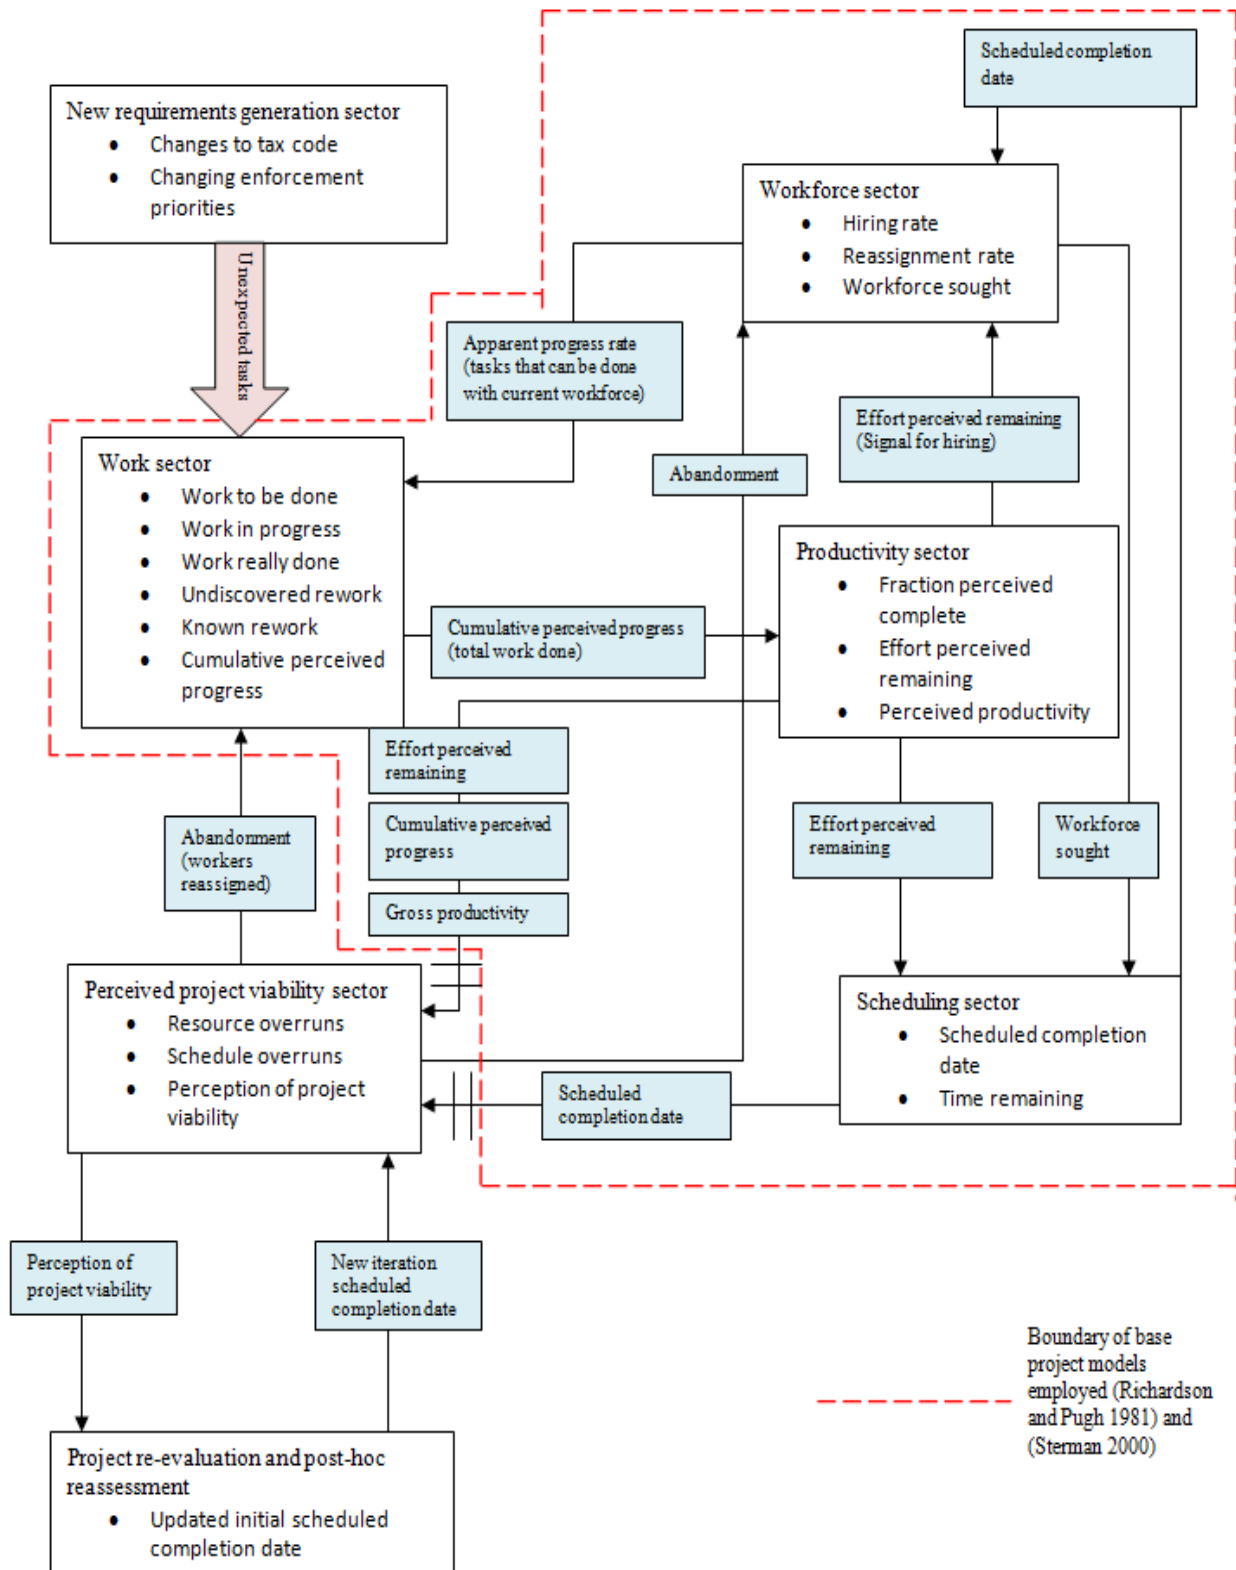 Scheduled completion
date
New requirements generation sector
• Changes to tax code
• Changing enforcement
priorities
Unexpected tasks
Workforce sector
• Hiring rate
• Reassignment rate
• Workforce sought
Apparent progress rate
(tasks that can be done
with current workforce)
Effort perceived remaining
(Signal for hiring)
Abandonment
Work sector
• Work to be done
• Work in progress
• Work really done
• Undiscovered rework
• Known rework
• Cumulative perceived
progress
Cumulative perceived progress
(total work done)
Productivity sector
• Fraction perceived
complete
• Effort perceived
remaining
• Perceived productivity
Effort perceived
remaining
Cumulative perceived
progress
Gross productivity
Abandonment
(workers
reassigned)
Effort perceived
remaining
Workforce
sought
Perceived project viability sector
• Resource overruns
• Schedule overruns
• Perception of project
viability
Scheduled
completion date
Scheduling sector
• Scheduled completion
date
• Time remaining
Perception of
project viability
New iteration
scheduled
completion date
Boundary of base
project models
employed (Richardson
and Pugh 1981) and
(Sterman 2000)
Project re-evaluation and post-hoc
reassessment
• Updated initial scheduled
completion date